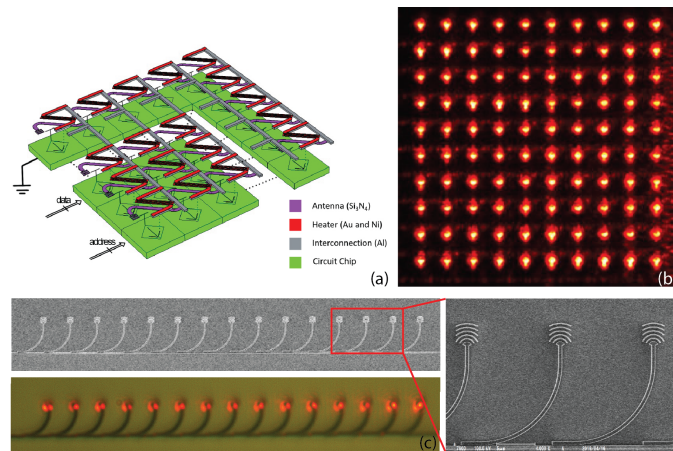 data
address
Antenna (Si₃N₄)
Heater (Au and Ni)
Interconnection (Al)
Circuit Chip
(a)
(b)
(c)